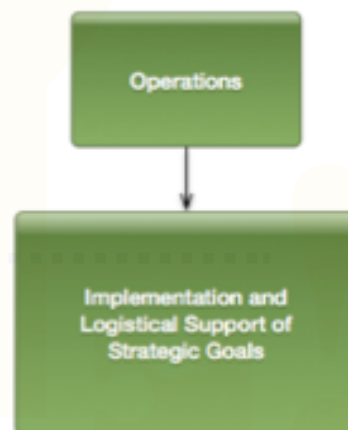 Operations
Implementation and
Logistical Support of
Strategic Goals